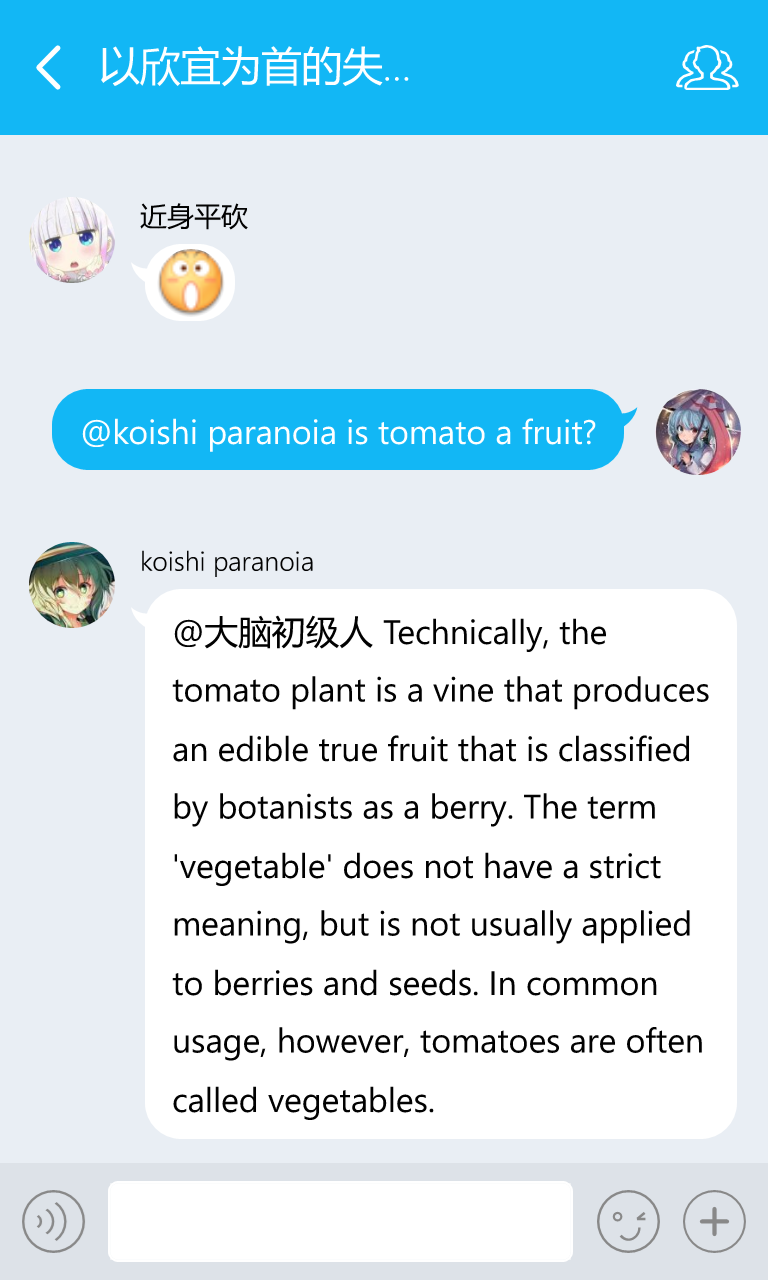 以欣宜为首的失...
近身平砍
@koishi paranoia is tomato a fruit?
koishi paranoia
@大脑初级人 Technically, the
tomato plant is a vine that produces
an edible true fruit that is classified
by botanists as a berry. The term
'vegetable' does not have a strict
meaning, but is not usually applied
to berries and seeds. In common
usage, however, tomatoes are often
called vegetables.